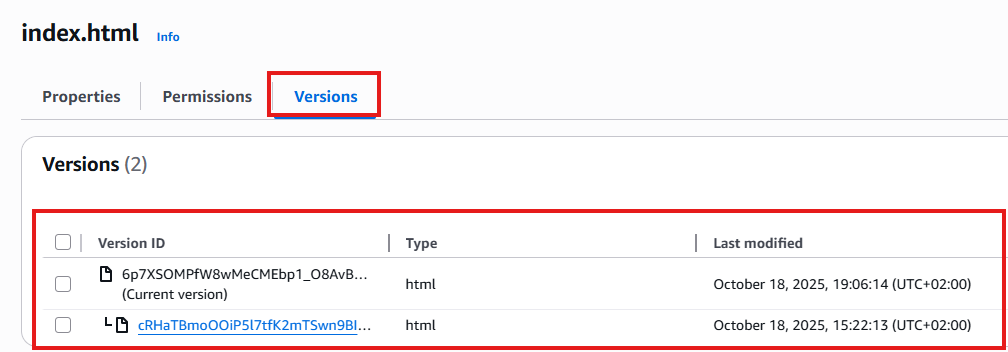 index.html Info
Properties Permissions Versions
Versions (2)
Version ID Type Last modified
6p7XSOMPfW8wMeCMEbp1_O8AvB... html October 18, 2025, 19:06:14 (UTC+02:00)
(Current version)
cRHaTBmoOOiP5l7tfK2mTSwn9BI... html October 18, 2025, 15:22:13 (UTC+02:00)